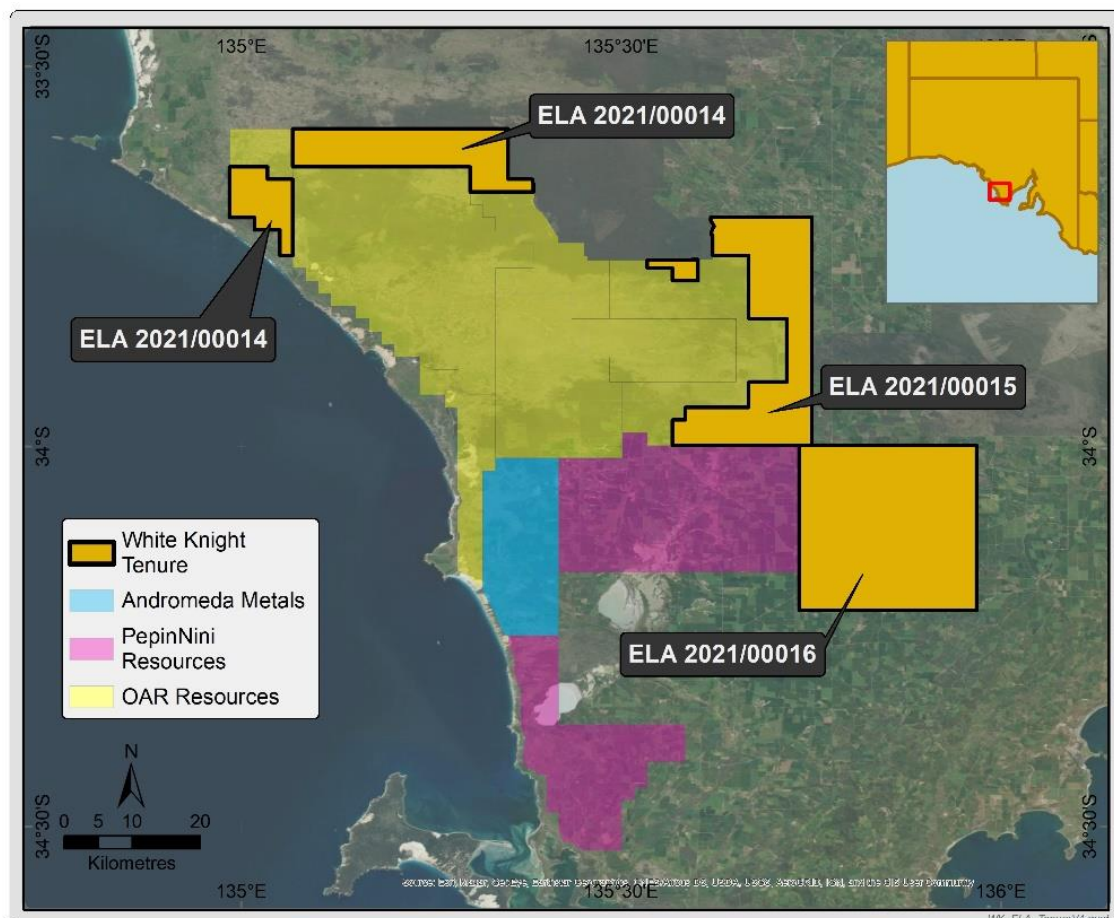 135°E
135°30'E
33°30'S
ELA 2021/00014
ELA 2021/00014
ELA 2021/00015
34°S
34°S
White Knight
Tenure
Andromeda Metals
PepinNini
Resources
OAR Resources
ELA 2021/00016
N
0 5 10 20
Kilometres
34°30'S
34°30'S
135°E
135°30'E
136°E